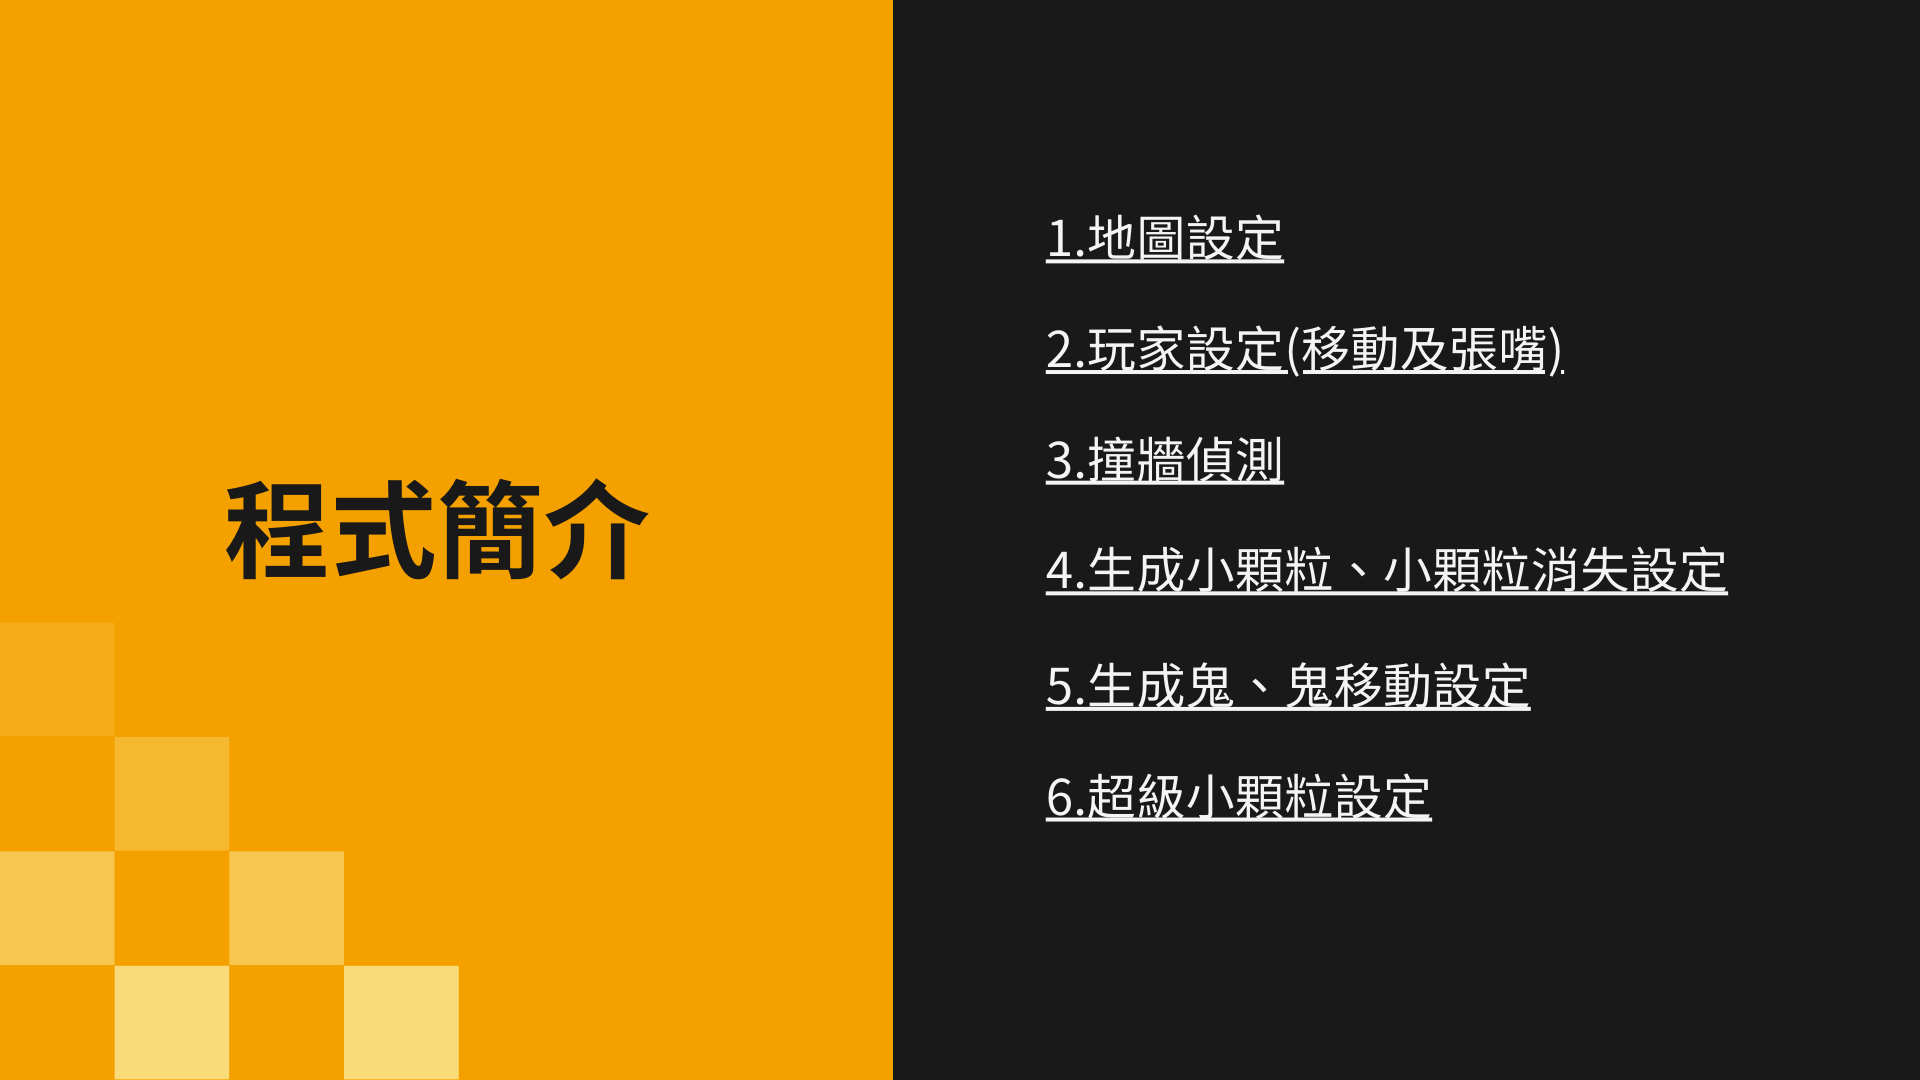 程式簡介
1.地圖設定
2.玩家設定(移動及張嘴).
3.撞牆偵測
4.生成小顆粒、小顆粒消失設定
5.生成鬼、鬼移動設定
6.超級小顆粒設定